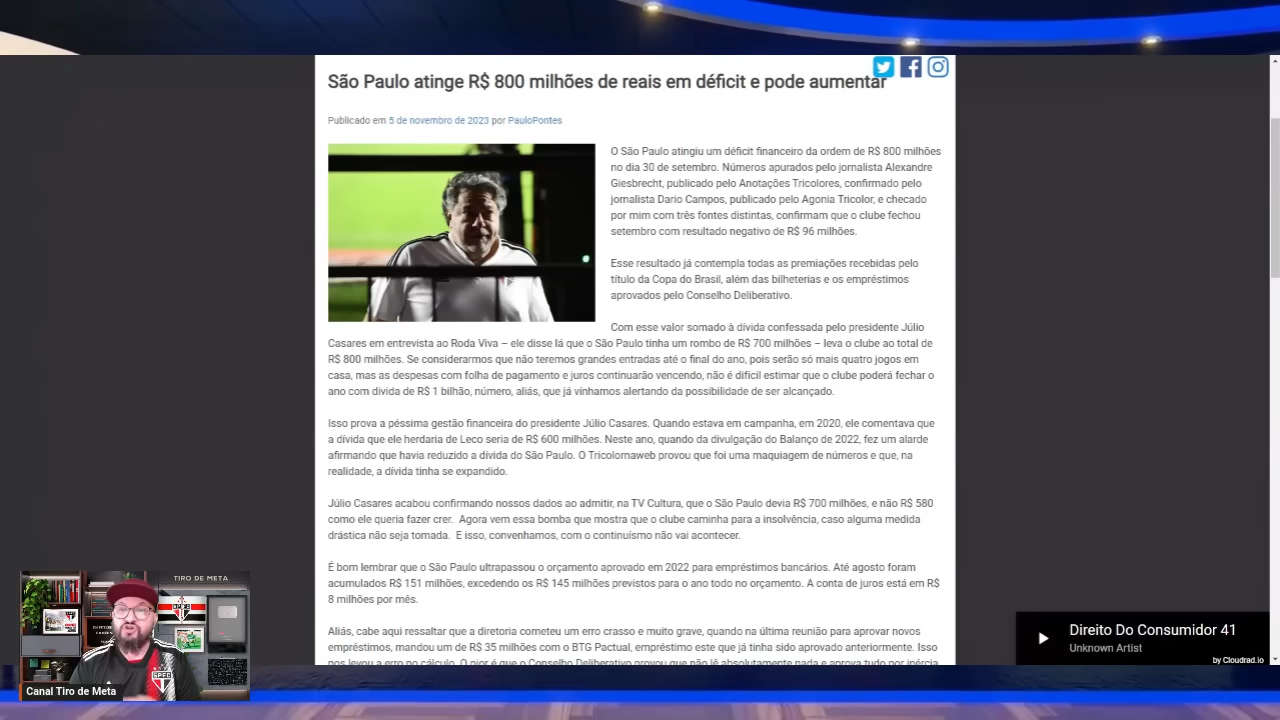 São Paulo atinge R$ 800 milhões de reais em déficit e pode aumentar
Publicado em 5 de novembro de 2023 por PauloPontes
O São Paulo atingiu um déficit financeiro da ordem de R$ 800 milhões
no dia 30 de setembro. Números apurados pelo jornalista Alexandre
Giesbrecht, publicado pelo Anotações Tricolores, confirmado pelo
jornalista Dario Campos, publicado pelo Agonia Tricolor, e checado
por mim com três fontes distintas, confirmam que o clube fechou
setembro com resultado negativo de R$ 96 milhões.
Esse resultado já contempla todas as premiações recebidas pelo
título da Copa do Brasil, além das bilheterias e os empréstimos
aprovados pelo Conselho Deliberativo.
Com esse valor somado à dívida confessada pelo presidente Júlio
Casares em entrevista ao Roda Viva – ele disse lá que o São Paulo tinha um rombo de R$ 700 milhões – leva o clube ao total de
R$ 800 milhões. Se considerarmos que não teremos grandes entradas até o final do ano, pois serão só mais quatro jogos em
casa, mas as despesas com folha de pagamento e juros continuarão vencendo, não é difícil estimar que o clube poderá fechar o
ano com divida de R$ 1 bilhão, número, aliás, que já vínhamos alertando da possibilidade de ser alcançado.
Isso prova a péssima gestão financeira do presidente Júlio Casares. Quando estava em campanha, em 2020, ele comentava que
a dívida que ele herdaria de Leco seria de R$ 600 milhões. Neste ano, quando da divulgação do Balanço de 2022, fez um alarde
afirmando que havia reduzido a dívida do São Paulo. O Tricolornaweb provou que foi uma maquiagem de números e que, na
realidade, a dívida tinha se expandido.
Júlio Casares acabou confirmando nossos dados ao admitir, na TV Cultura, que o São Paulo devia R$ 700 milhões, e não R$ 580
como ele queria fazer crer.  Agora vem essa bomba que mostra que o clube caminha para a insolvência, caso alguma medida
drástica não seja tomada.  E isso, convenhamos, com o continuísmo não vai acontecer.
É bom lembrar que o São Paulo ultrapassou o orçamento aprovado em 2022 para empréstimos bancários. Até agosto foram
acumulados R$ 151 milhões, excedendo os R$ 145 milhões previstos para o ano todo no orçamento. A conta de juros está em R$
8 milhões por mês.
Aliás, cabe aqui ressaltar que a diretoria cometeu um erro crasso e muito grave, quando na última reunião para aprovar novos
empréstimos, mandou um de R$ 35 milhões com o BTG Pactual, empréstimo este que já tinha sido aprovado anteriormente. Isso
nos levou a erro no cálculo. O pior é que o Conselho Deliberativo provou que não lê absolutamente nada e aprova tudo por inércia
TIRO DE META
SPFC
Canal Tiro de Meta
Direito Do Consumidor 41
Unknown Artist
by Cloudrad.io